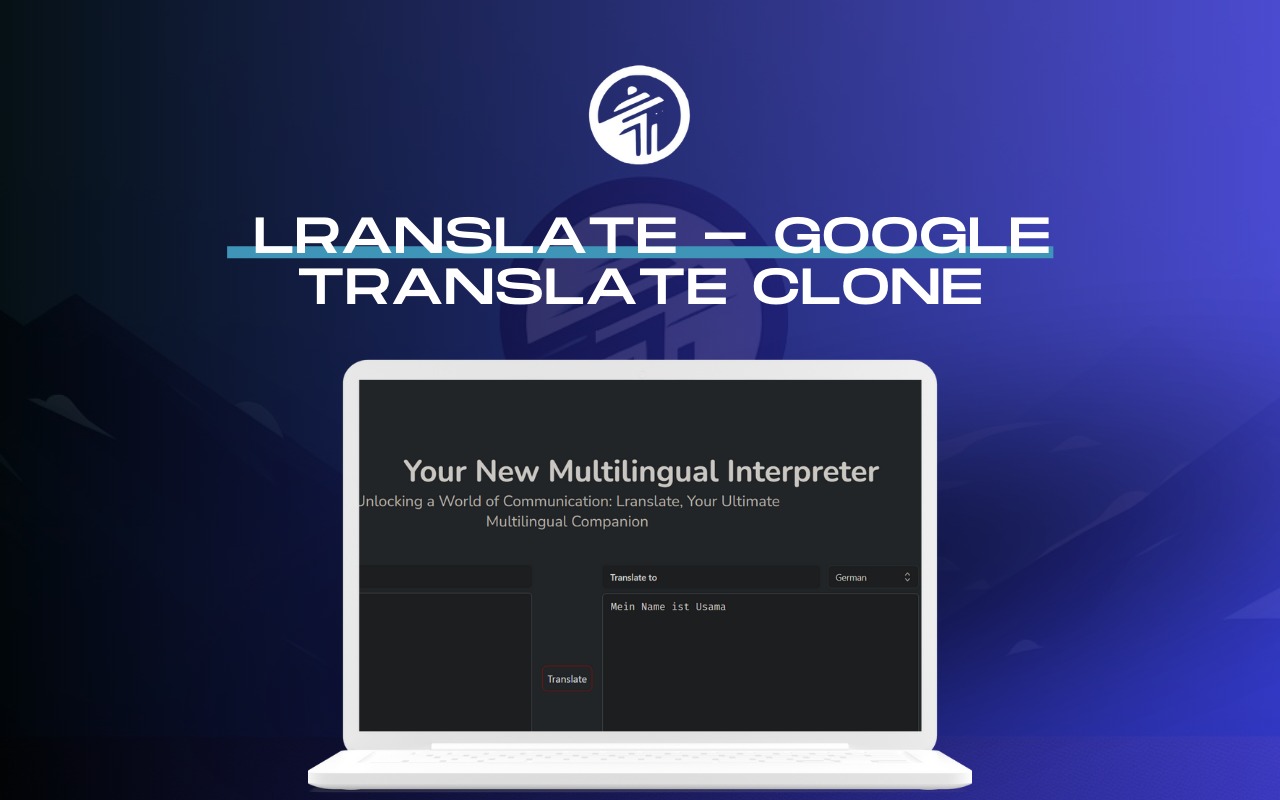 LRANSLATE – GOOGLE
TRANSLATE CLONE
Your New Multilingual Interpreter
Unlocking a World of Communication: Lranslate, Your Ultimate
Multilingual Companion
Translate to
German
Mein Name ist Usama
Translate